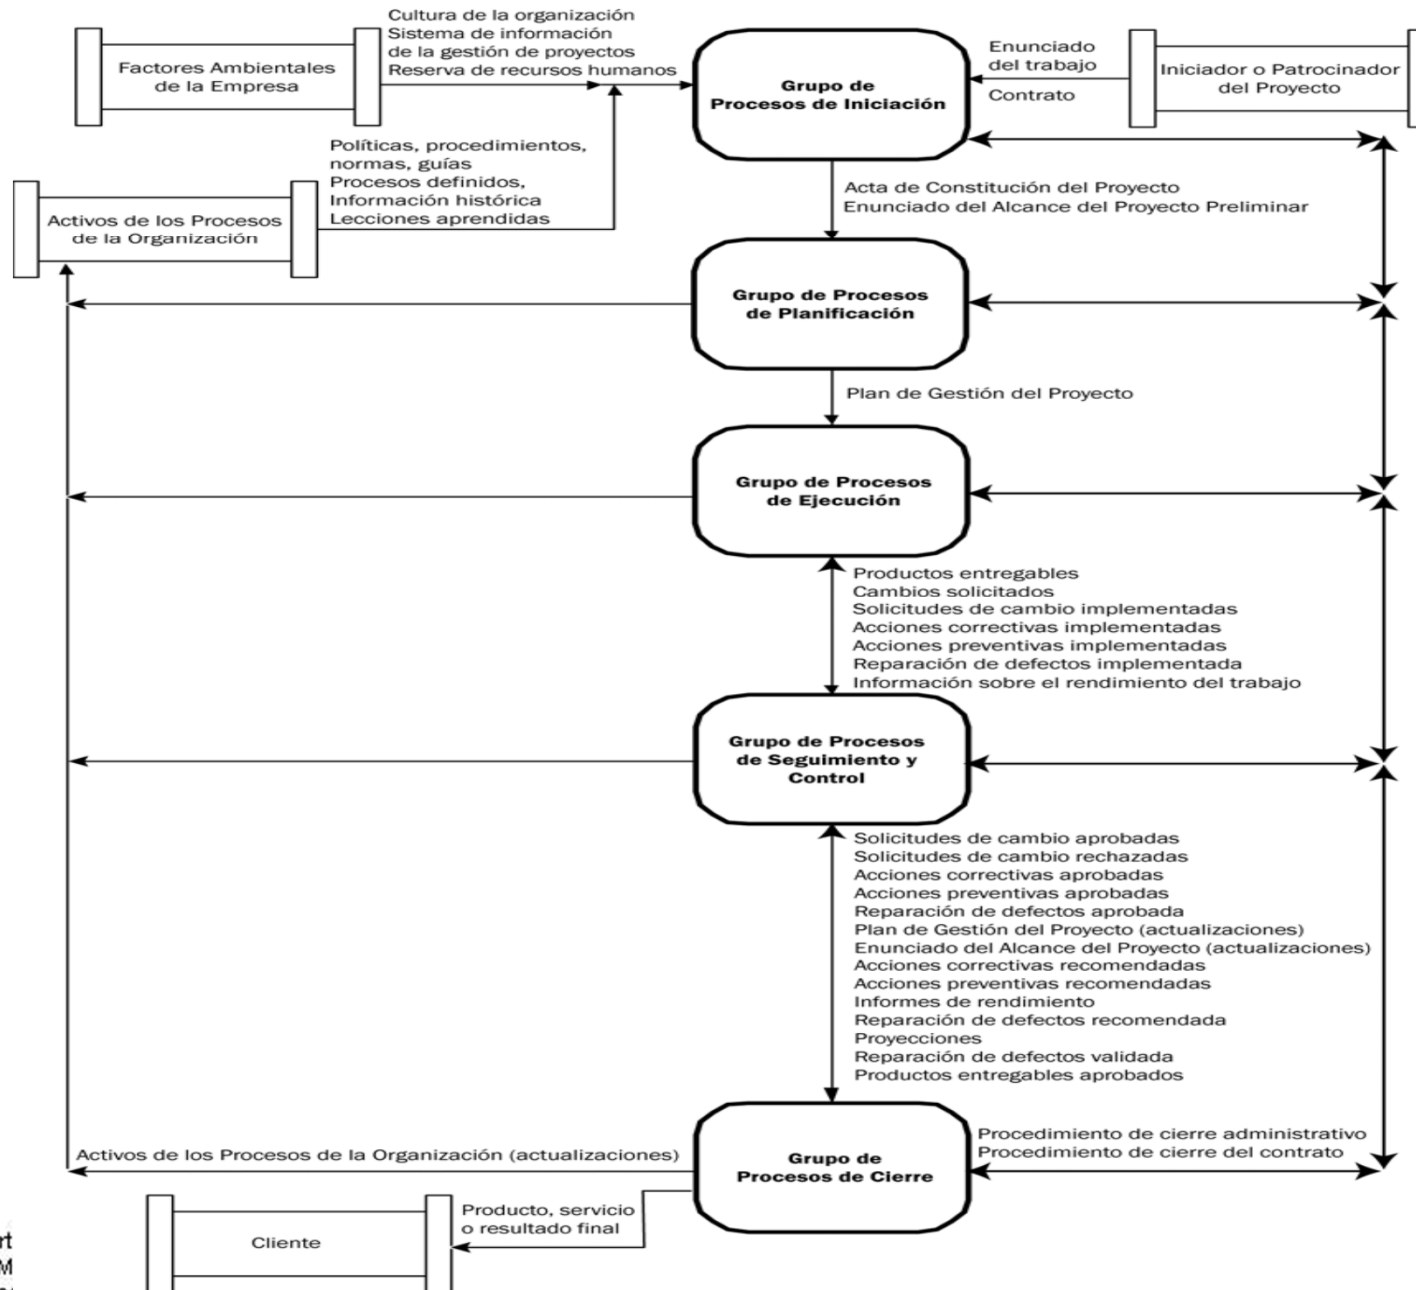 Cultura de la organización
Sistema de información
de la gestión de proyectos
Reserva de recursos humanos
Factores Ambientales
de la Empresa
Grupo de
Procesos de Iniciación
Enunciado
del trabajo
Contrato
Iniciador o Patrocinador
del Proyecto
Políticas, procedimientos,
normas, guías
Procesos definidos,
Información histórica
Lecciones aprendidas
Activos de los Procesos
de la Organización
Acta de Constitución del Proyecto
Enunciado del Alcance del Proyecto Preliminar
Grupo de Procesos
de Planificación
Plan de Gestión del Proyecto
Grupo de Procesos
de Ejecución
Productos entregables
Cambios solicitados
Solicitudes de cambio implementadas
Acciones correctivas implementadas
Acciones preventivas implementadas
Reparación de defectos implementada
Información sobre el rendimiento del trabajo
Grupo de Procesos
de Seguimiento y
Control
Solicitudes de cambio aprobadas
Solicitudes de cambio rechazadas
Acciones correctivas aprobadas
Acciones preventivas aprobadas
Reparación de defectos aprobada
Plan de Gestión del Proyecto (actualizaciones)
Enunciado del Alcance del Proyecto (actualizaciones)
Acciones correctivas recomendadas
Acciones preventivas recomendadas
Informes de rendimiento
Reparación de defectos recomendada
Proyecciones
Reparación de defectos validada
Productos entregables aprobados
Grupo de
Procesos de Cierre
Procedimiento de cierre administrativo
Procedimiento de cierre del contrato
Activos de los Procesos de la Organización (actualizaciones)
Producto, servicio
o resultado final
Cliente
rt
M